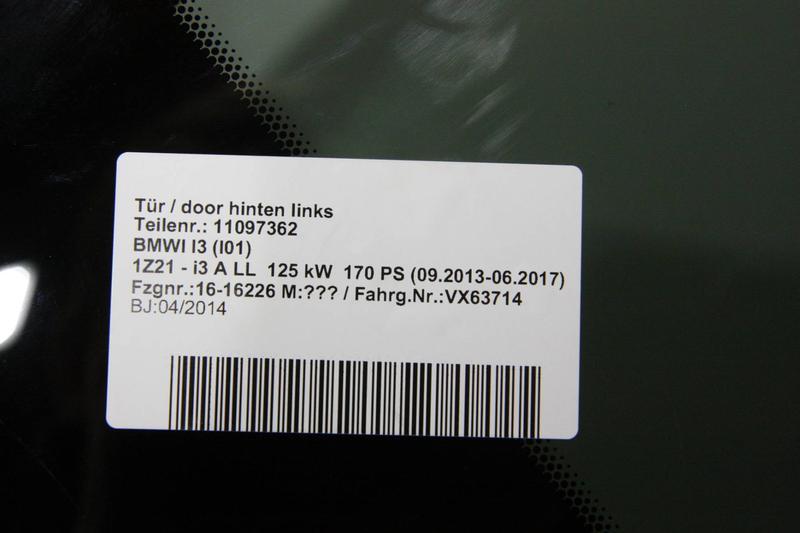 Tür / door hinten links
Teilenr.: 11097362
BMWI I3 (I01)
1Z21 - i3 A LL  125 kW  170 PS (09.2013-06.2017)
Fzgnr.:16-16226 M:??? / Fahrg.Nr.:VX63714
BJ:04/2014